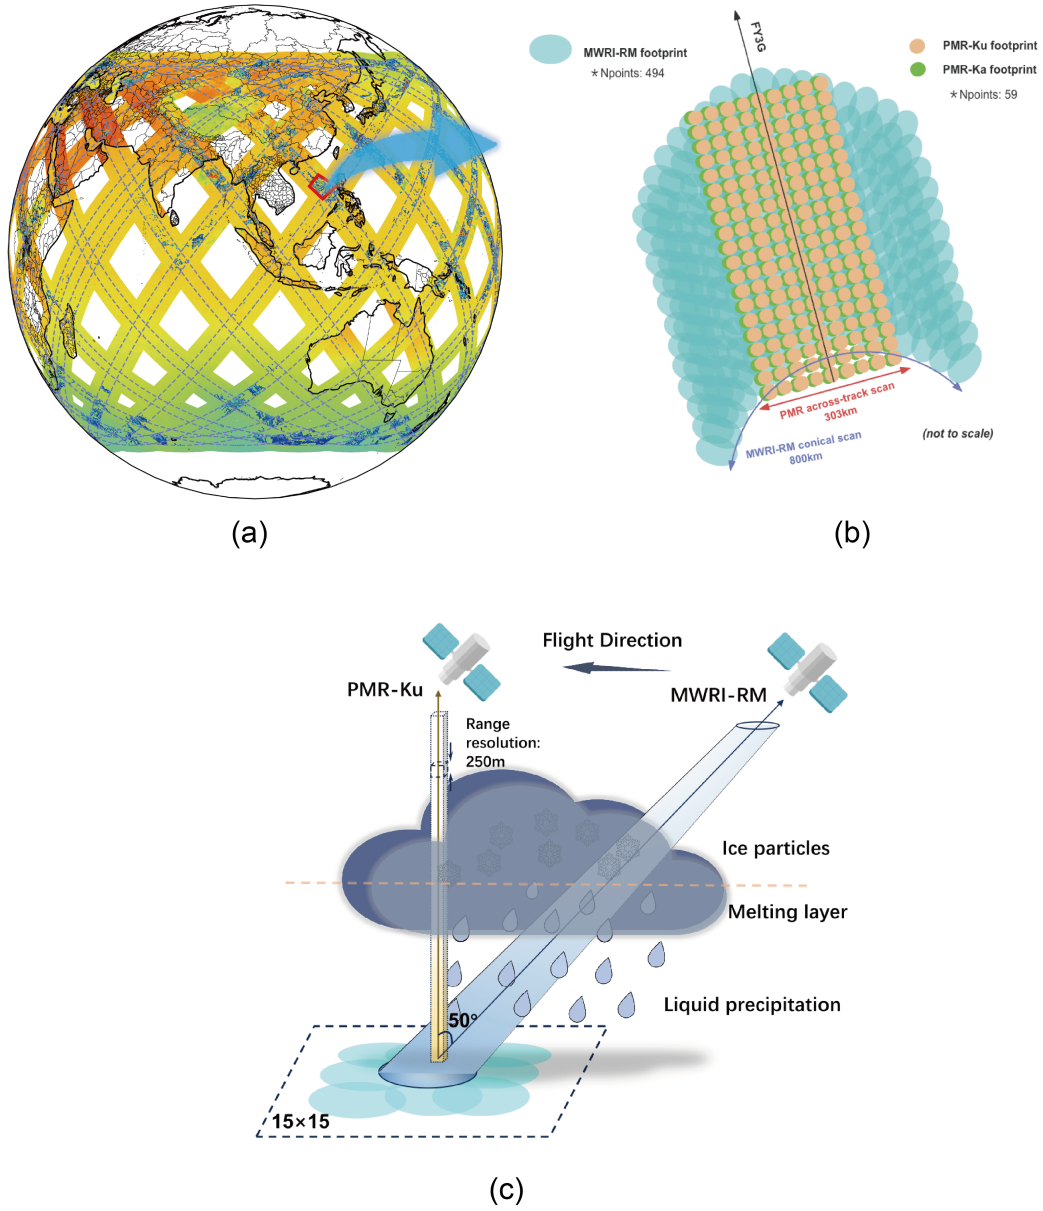 MWRI-RM footprint
* Npoints: 494
FY3G
PMR-Ku footprint
PMR-Ka footprint
* Npoints: 59
PMR across-track scan
303km
MWRI-RM conical scan
800km
(not to scale)
(a)
(b)
Flight Direction
PMR-Ku
MWRI-RM
Range
resolution:
250m
Ice particles
Melting layer
Liquid precipitation
50°
15×15
(c)